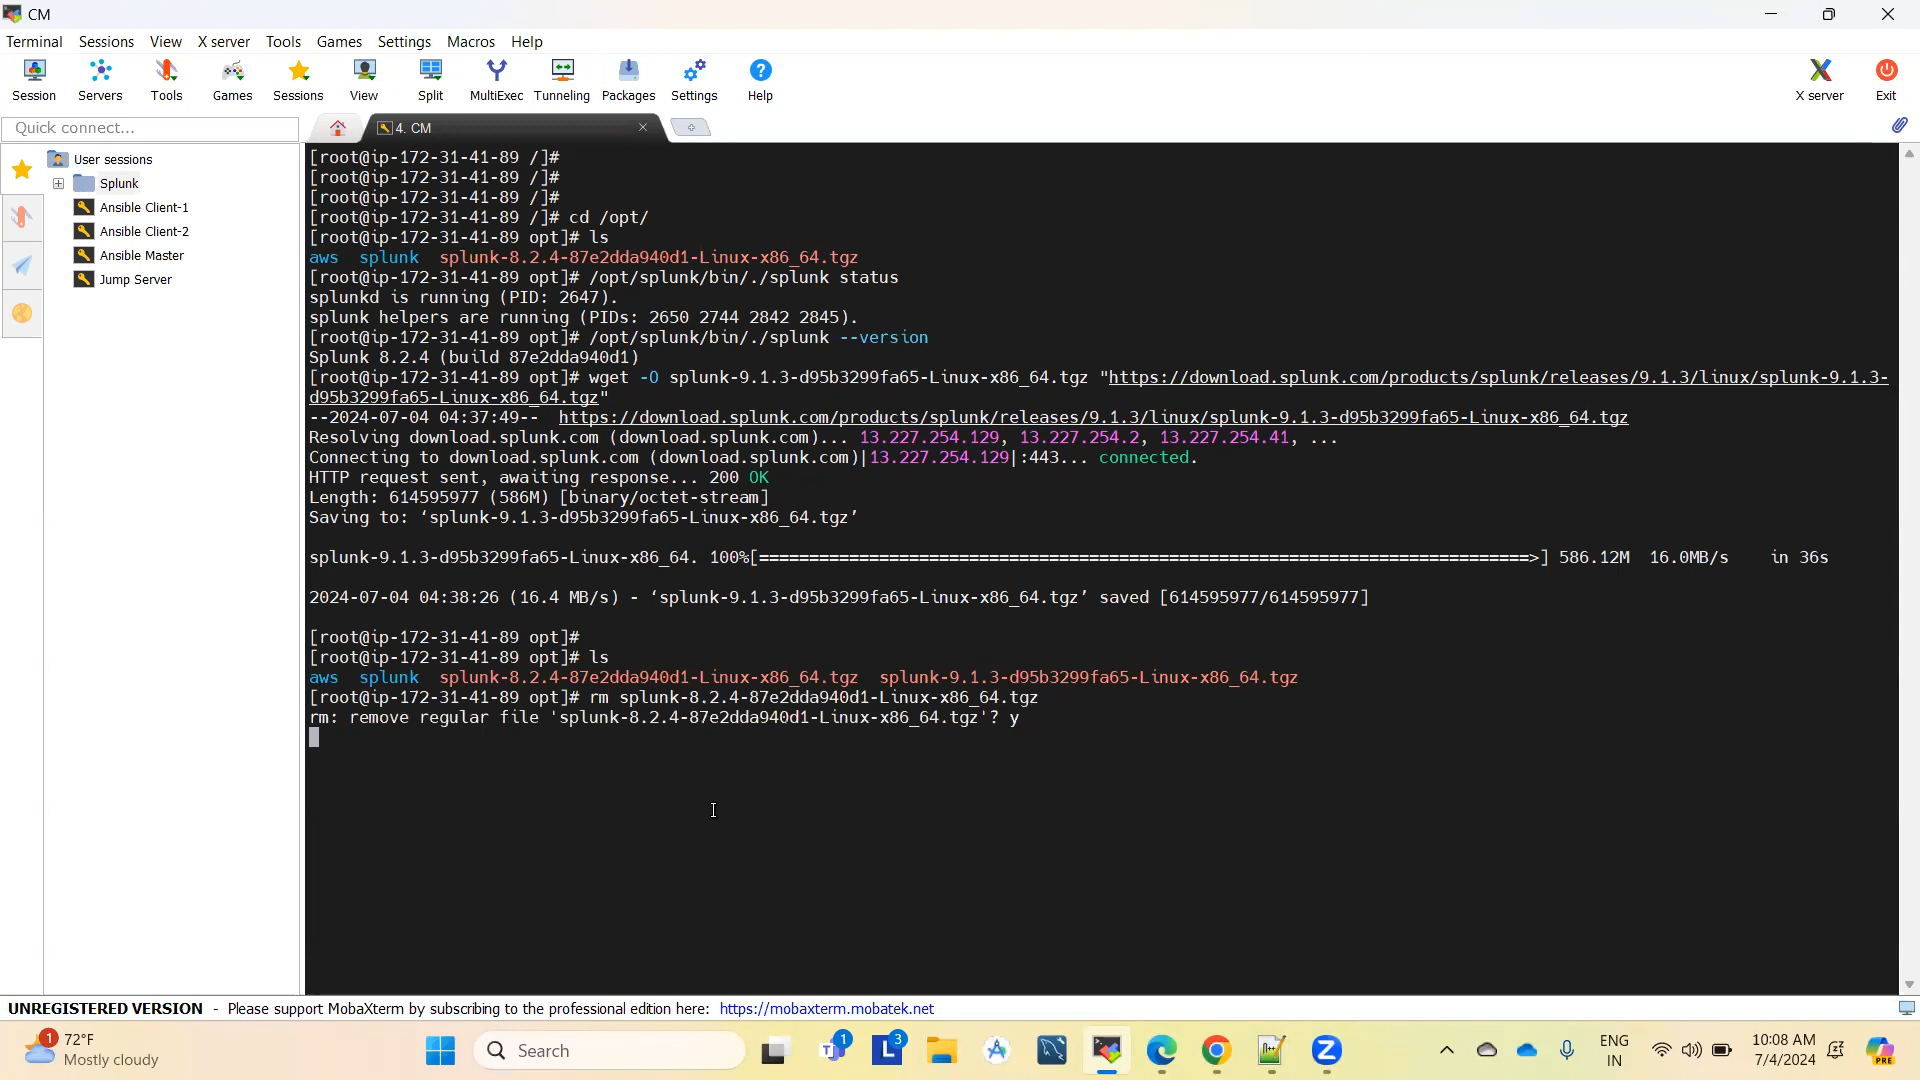 CM
Terminal Sessions View X server Tools Games Settings Macros Help
Session Servers Tools Games Sessions View Split MultiExec Tunneling Packages Settings Help X server Exit
Quick connect...
4. CM
User sessions
Splunk
Ansible Client-1
Ansible Client-2
Ansible Master
Jump Server
[root@ip-172-31-41-89 /]#
[root@ip-172-31-41-89 /]#
[root@ip-172-31-41-89 /]#
[root@ip-172-31-41-89 /]# cd /opt/
[root@ip-172-31-41-89 opt]# ls
aws  splunk  splunk-8.2.4-87e2dda940d1-Linux-x86_64.tgz
[root@ip-172-31-41-89 opt]# /opt/splunk/bin/./splunk status
splunkd is running (PID: 2647).
splunk helpers are running (PIDs: 2650 2744 2842 2845).
[root@ip-172-31-41-89 opt]# /opt/splunk/bin/./splunk --version
Splunk 8.2.4 (build 87e2dda940d1)
[root@ip-172-31-41-89 opt]# wget -O splunk-9.1.3-d95b3299fa65-Linux-x86_64.tgz "https://download.splunk.com/products/splunk/releases/9.1.3/linux/splunk-9.1.3-
d95b3299fa65-Linux-x86_64.tgz"
--2024-07-04 04:37:49--  https://download.splunk.com/products/splunk/releases/9.1.3/linux/splunk-9.1.3-d95b3299fa65-Linux-x86_64.tgz
Resolving download.splunk.com (download.splunk.com)... 13.227.254.129, 13.227.254.2, 13.227.254.41, ...
Connecting to download.splunk.com (download.splunk.com)|13.227.254.129|:443... connected.
HTTP request sent, awaiting response... 200 OK
Length: 614595977 (586M) [binary/octet-stream]
Saving to: ‘splunk-9.1.3-d95b3299fa65-Linux-x86_64.tgz’
splunk-9.1.3-d95b3299fa65-Linux-x86_64. 100%[=============================================================================>] 586.12M  16.0MB/s    in 36s
2024-07-04 04:38:26 (16.4 MB/s) - ‘splunk-9.1.3-d95b3299fa65-Linux-x86_64.tgz’ saved [614595977/614595977]
[root@ip-172-31-41-89 opt]#
[root@ip-172-31-41-89 opt]# ls
aws  splunk  splunk-8.2.4-87e2dda940d1-Linux-x86_64.tgz  splunk-9.1.3-d95b3299fa65-Linux-x86_64.tgz
[root@ip-172-31-41-89 opt]# rm splunk-8.2.4-87e2dda940d1-Linux-x86_64.tgz
rm: remove regular file 'splunk-8.2.4-87e2dda940d1-Linux-x86_64.tgz'? y
UNREGISTERED VERSION - Please support MobaXterm by subscribing to the professional edition here: https://mobaxterm.mobatek.net
1
72°F
Mostly cloudy
Search
1
L 3
ENG
IN
10:08 AM
7/4/2024
PRE